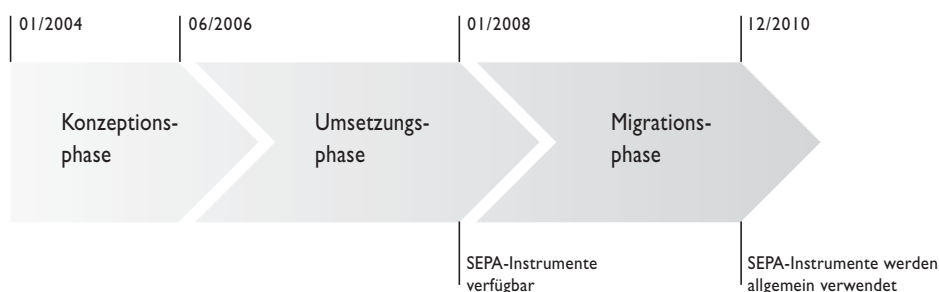 01/2004
06/2006
01/2008
12/2010
Konzeptions-
phase
Umsetzungs-
phase
Migrations-
phase
SEPA-Instrumente
verfügbar
SEPA-Instrumente werden
allgemein verwendet